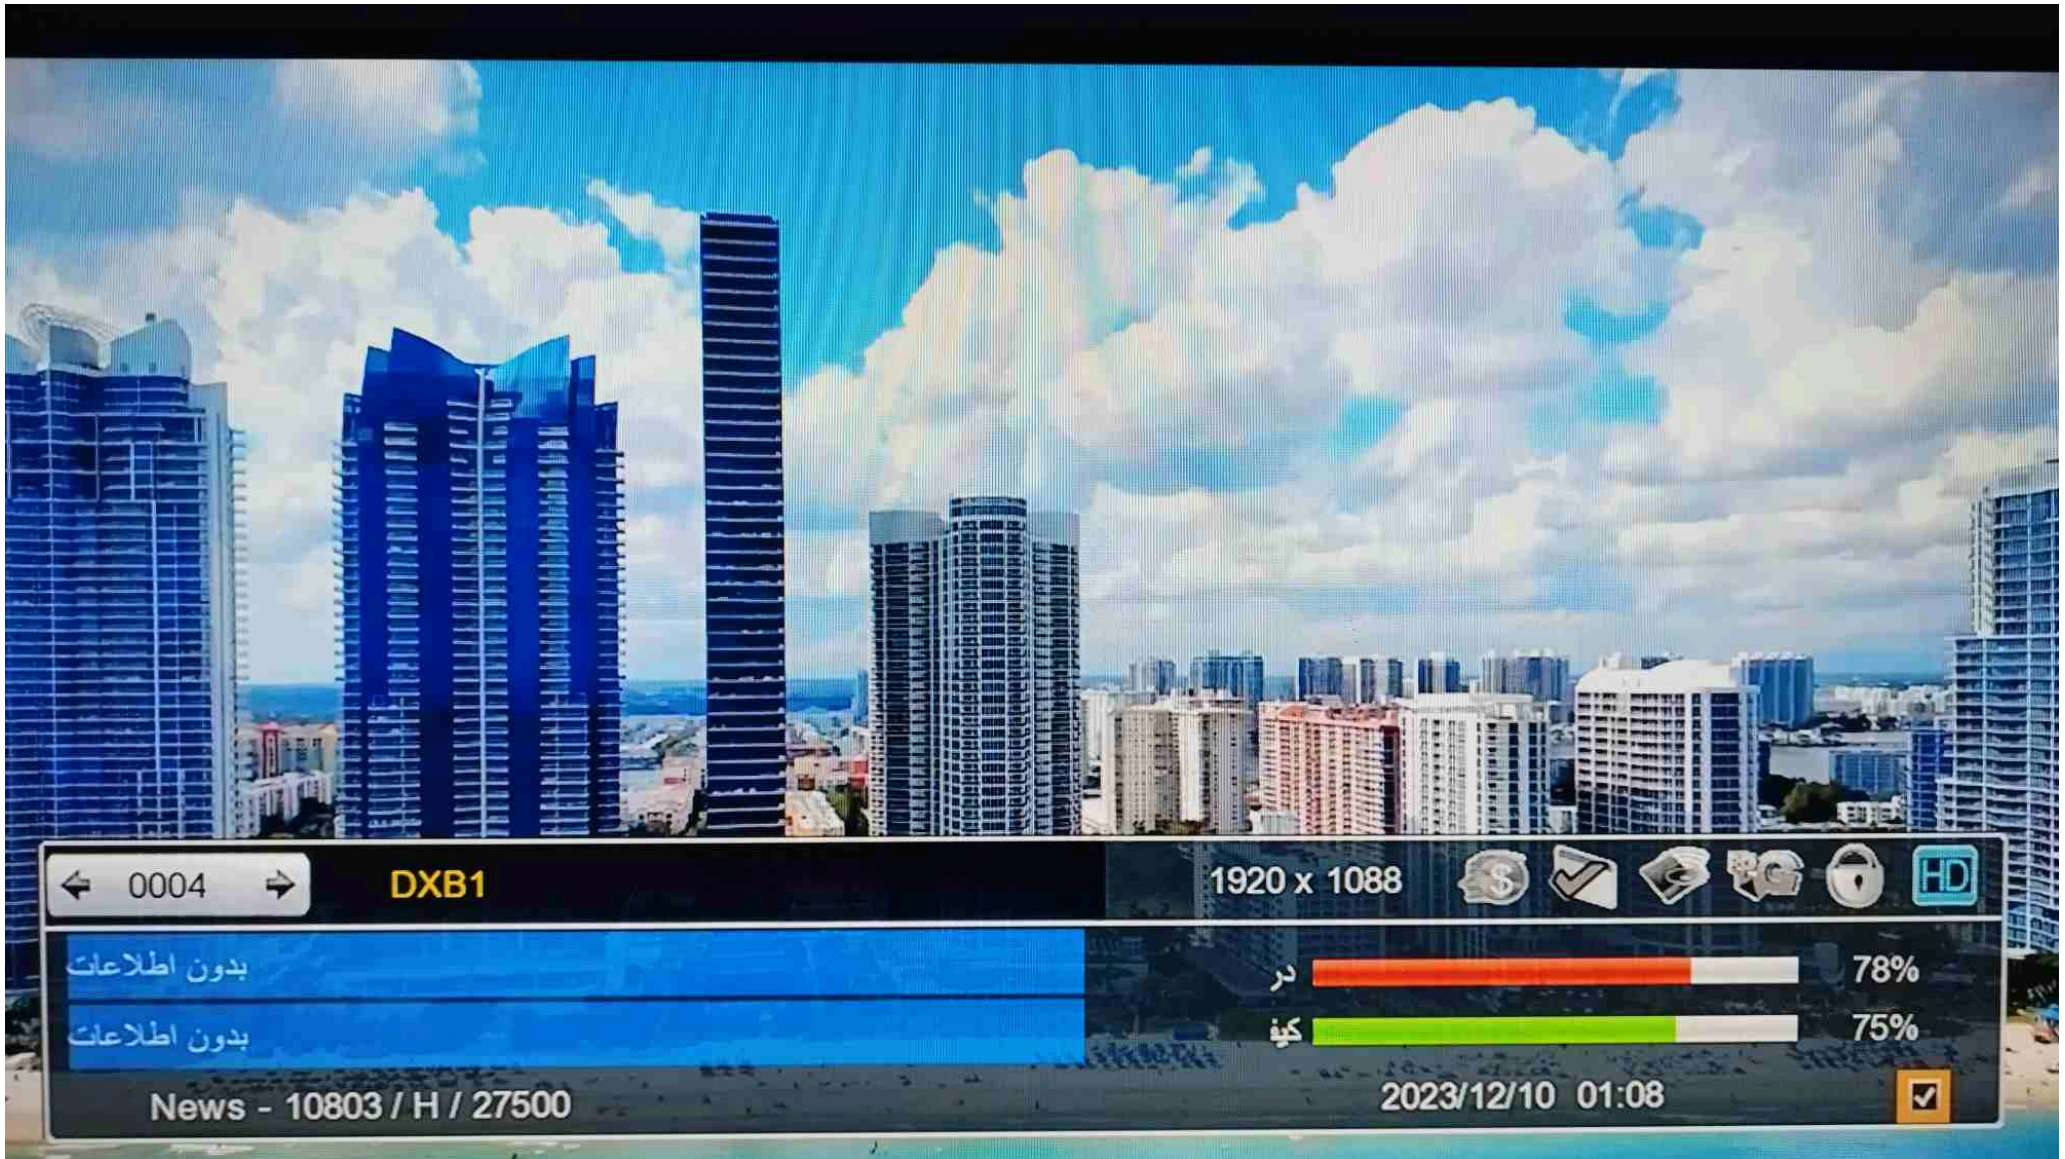 0004
DXB1
1920 x 1088
$
HD
بدون اطلاعات
در
78%
بدون اطلاعات
کیف
75%
News - 10803 / H / 27500
2023/12/10 01:08